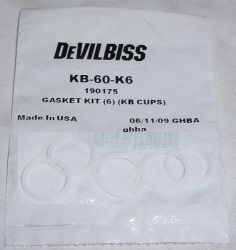 DEVILBISS
KB-60-K6
190175
GASKET KIT (6) (KB CUPS)
Made In USA 06/11/09 GHBA
ghba